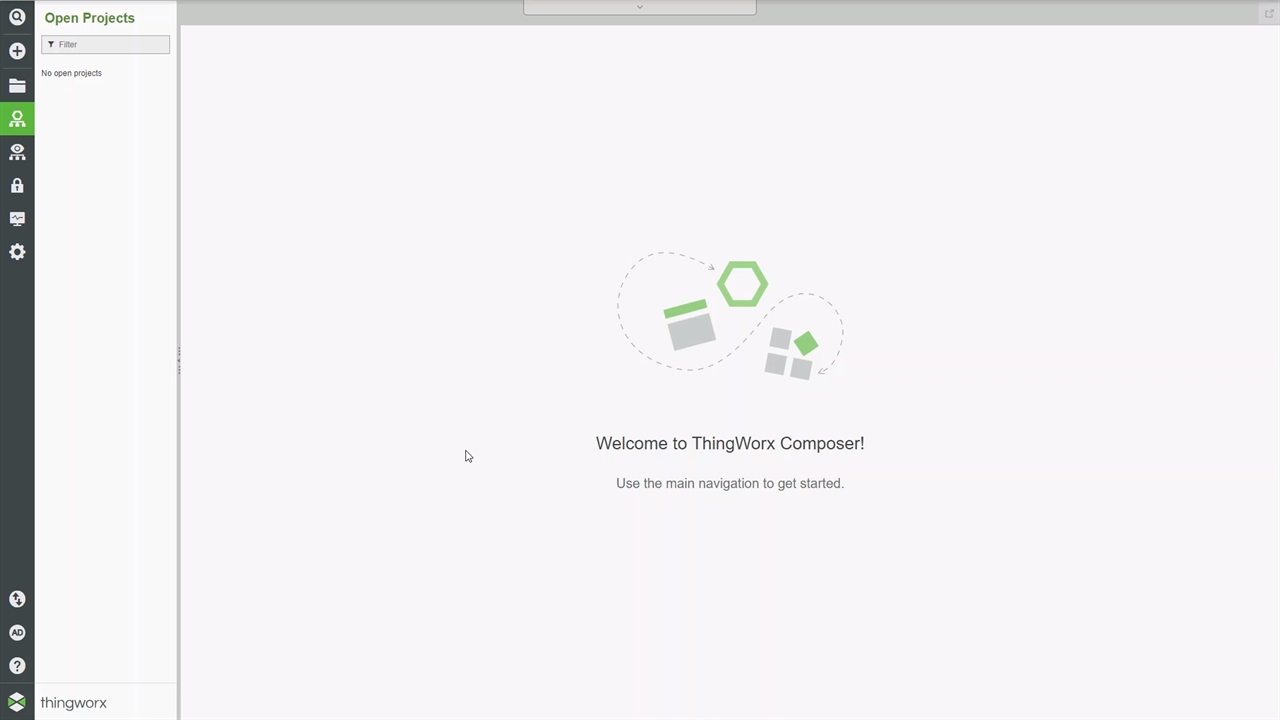 Open Projects
Filter
No open projects
Welcome to ThingWorx Composer!
Use the main navigation to get started.
AD
?
thingworx